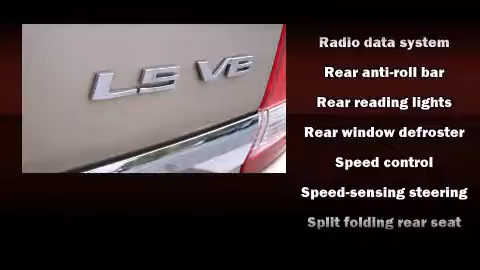 LS V8
Radio data system
Rear anti-roll bar
Rear reading lights
Rear window defroster
Speed control
Speed-sensing steering
Split folding rear seat